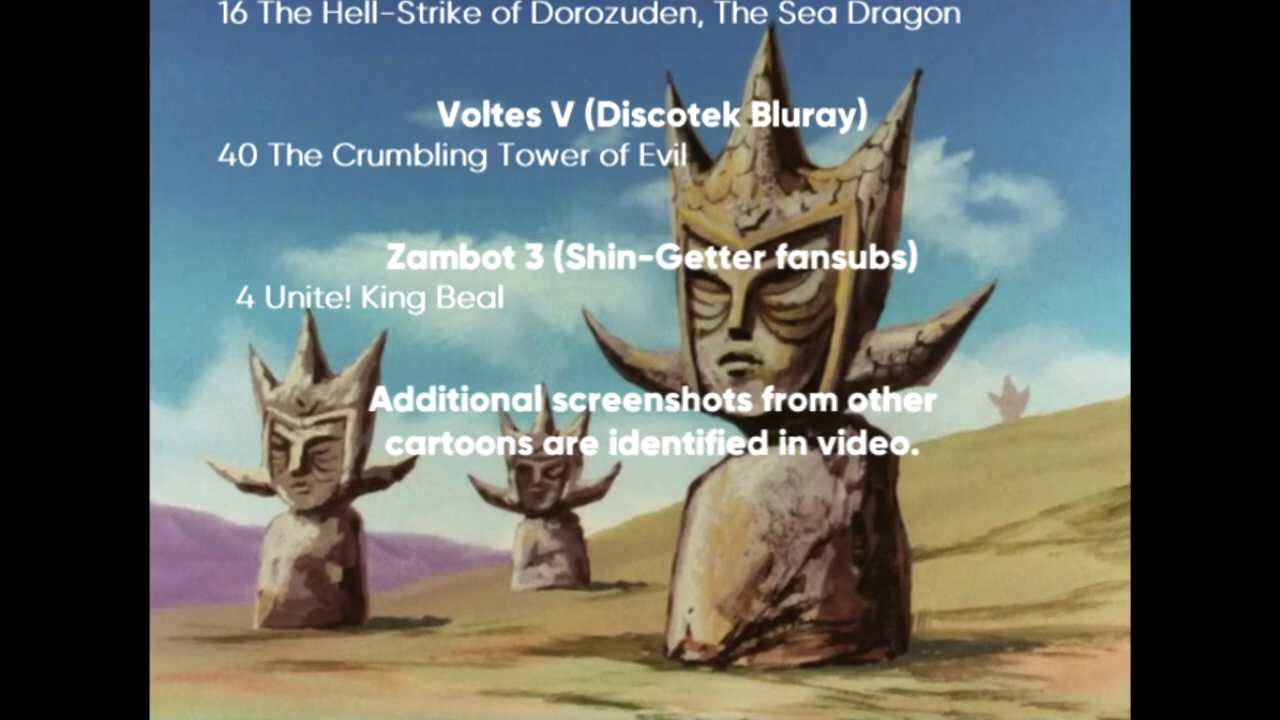 16 The Hell-Strike of Dorozuden, The Sea Dragon
Voltes V (Discotek Bluray)
40 The Crumbling Tower of Evil
Zambot 3 (Shin-Getter fansubs)
4 Unite! King Beal
Additional screenshots from other
cartoons are identified in video.